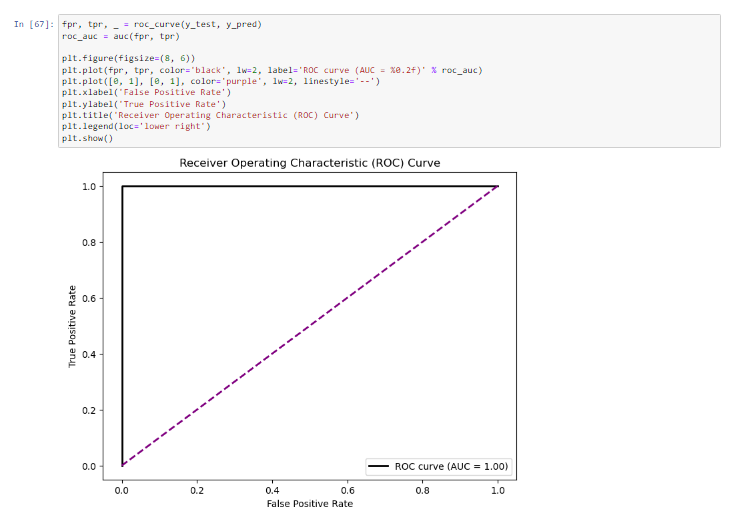 In [67]: fpr, tpr, _ = roc_curve(y_test, y_pred)
roc_auc = auc(fpr, tpr)
plt.figure(figsize=(8, 6))
plt.plot(fpr, tpr, color='black', lw=2, label='ROC curve (AUC = %0.2f)' % roc_auc)
plt.plot([0, 1], [0, 1], color='purple', lw=2, linestyle='--')
plt.xlabel('False Positive Rate')
plt.ylabel('True Positive Rate')
plt.title('Receiver Operating Characteristic (ROC) Curve')
plt.legend(loc='lower right')
plt.show()
Receiver Operating Characteristic (ROC) Curve
1.0
0.8
0.6
0.4
0.2
0.0
True Positive Rate
ROC curve (AUC = 1.00)
0.0 0.2 0.4 0.6 0.8 1.0
False Positive Rate